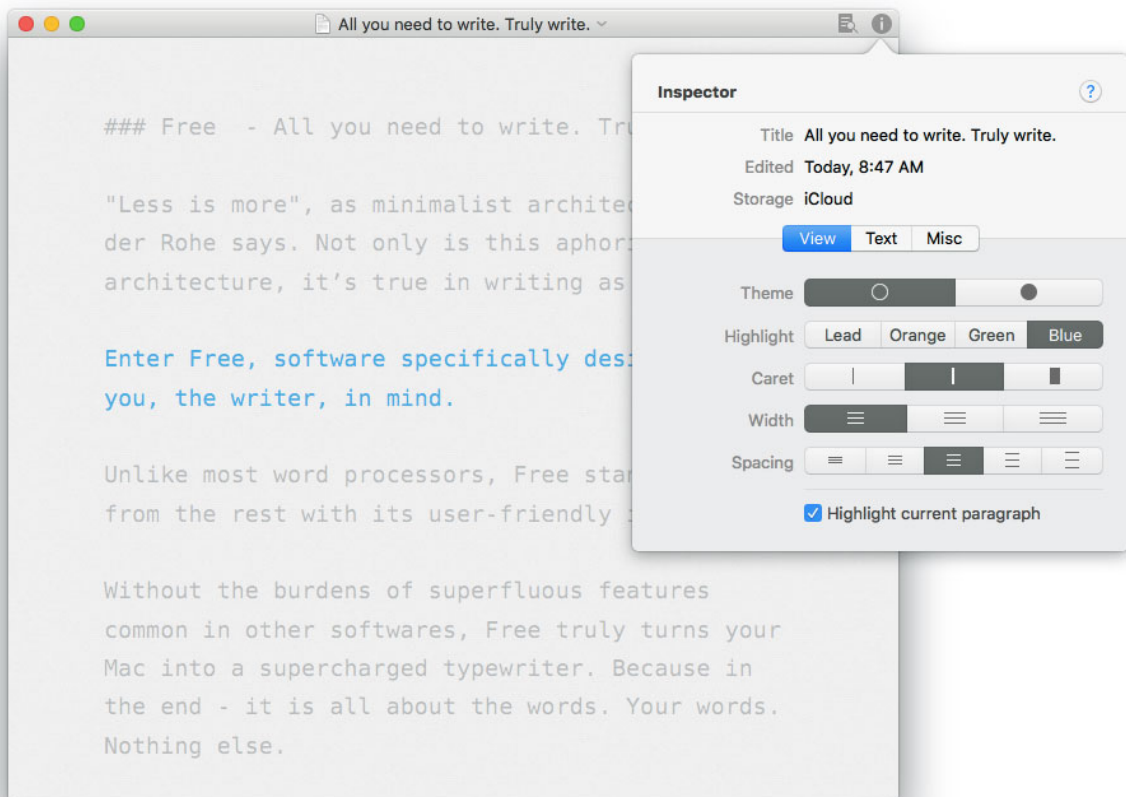 All you need to write. Truly write.
### Free - All you need to write.
"Less is more", as minimalist
der Rohe says. Not only is this
architecture, it’s true in writing as
Enter Free, software specifically
you, the writer, in mind.
Unlike most word processors, Free
from the rest with its user-friendly
Without the burdens of superfluous features
common in other softwares, Free truly turns your
Mac into a supercharged typewriter. Because in
the end - it is all about the words. Your words.
Nothing else.
Inspector
?
Title All you need to write. Truly write.
Edited Today, 8:47 AM
Storage iCloud
View Text Misc
Theme
Highlight Lead Orange Green Blue
Caret
Width
Spacing
Highlight current paragraph